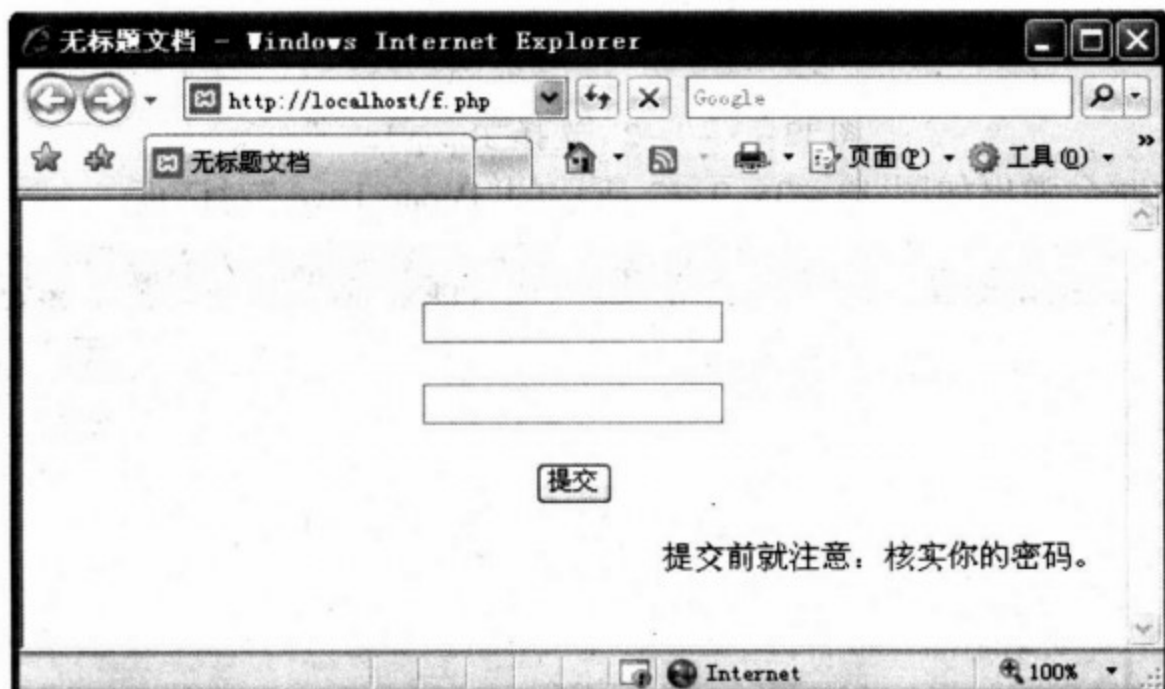 无标题文档 - Windows Internet Explorer
http://localhost/f.php
Google
无标题文档
页面(P)
工具(O)
提交
提交前就注意：核实你的密码。
Internet
100%